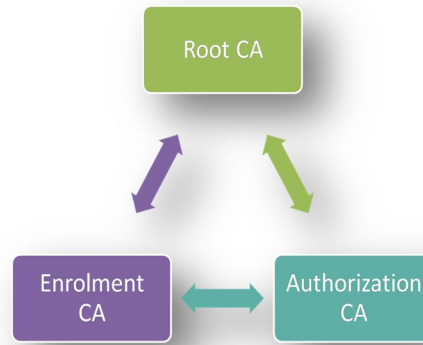 Root CA
Enrolment
CA
Authorization
CA